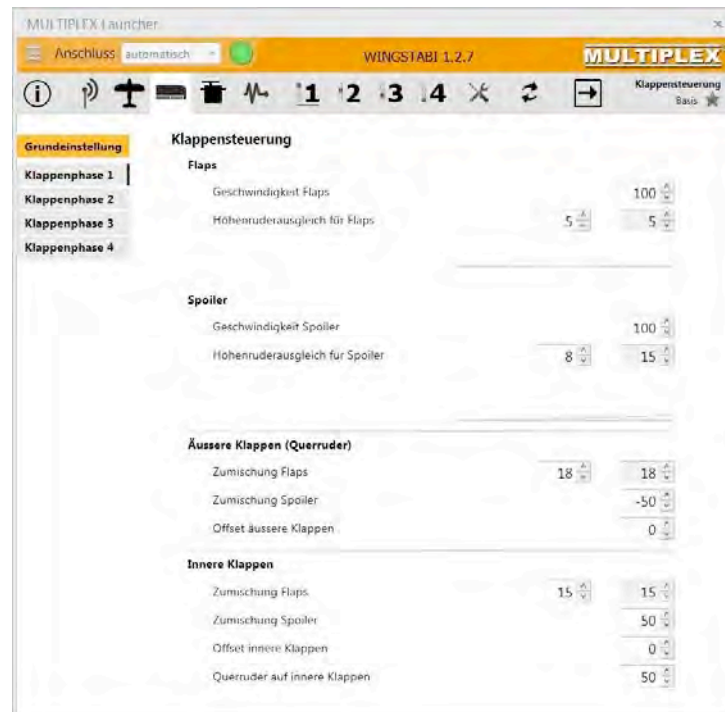 MULTIPLEX Launcher
Anschluss automatisch WINGSTABI 1.2.7 MULTIPLEX
1 2 3 4 Klappensteuerung
Basis
Grundeinstellung
Klappenphase 1
Klappenphase 2
Klappenphase 3
Klappenphase 4
Klappensteuerung
Flaps
Geschwindigkeit Flaps 100
Höhenruderausgleich für Flaps 5 5
Spoiler
Geschwindigkeit Spoiler 100
Höhenruderausgleich für Spoiler 8 15
Äussere Klappen (Querruder)
Zumischung Flaps 18 18
Zumischung Spoiler -50
Offset äussere Klappen 0
Innere Klappen
Zumischung Flaps 15 15
Zumischung Spoiler 50
Offset innere Klappen 0
Querruder auf innere Klappen 50